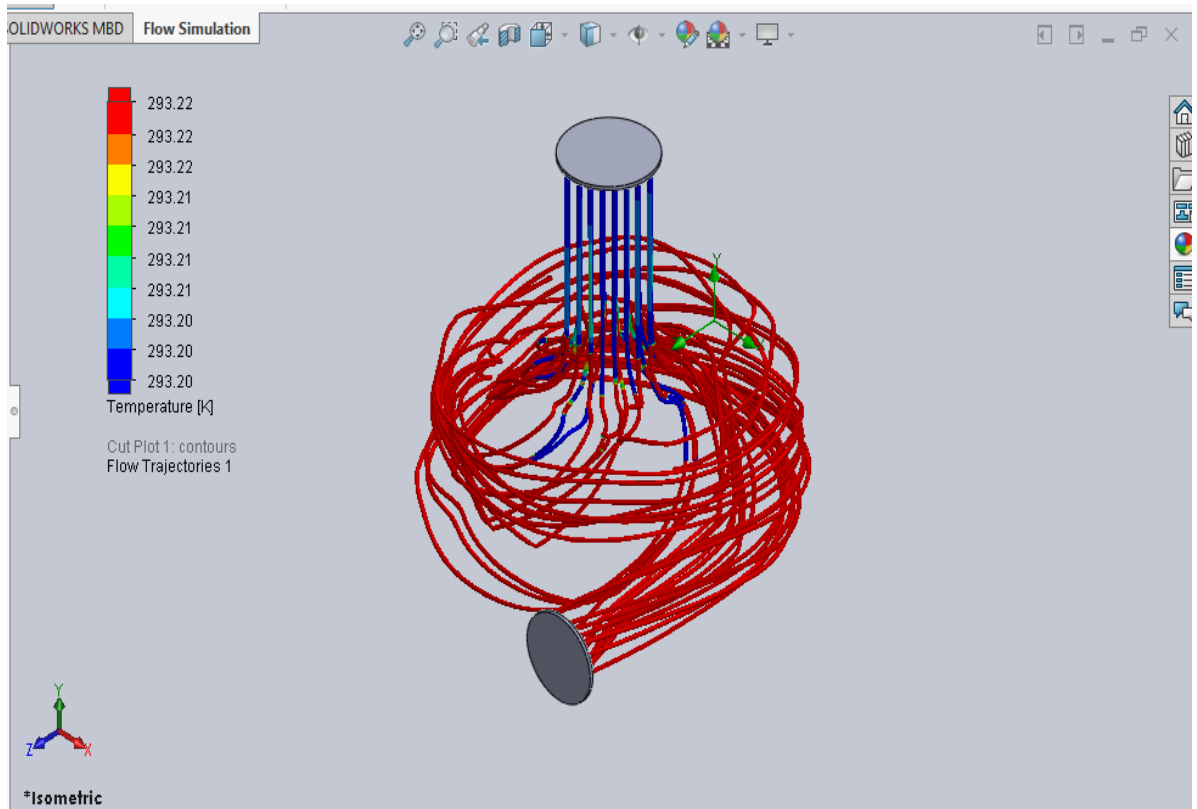 OLIDWORKS MBD
Flow Simulation
293.22
293.22
293.22
293.21
293.21
293.21
293.21
293.20
293.20
293.20
Temperature [K]
Cut Plot 1: contours
Flow Trajectories 1
Y
Y
Z
X
*Isometric